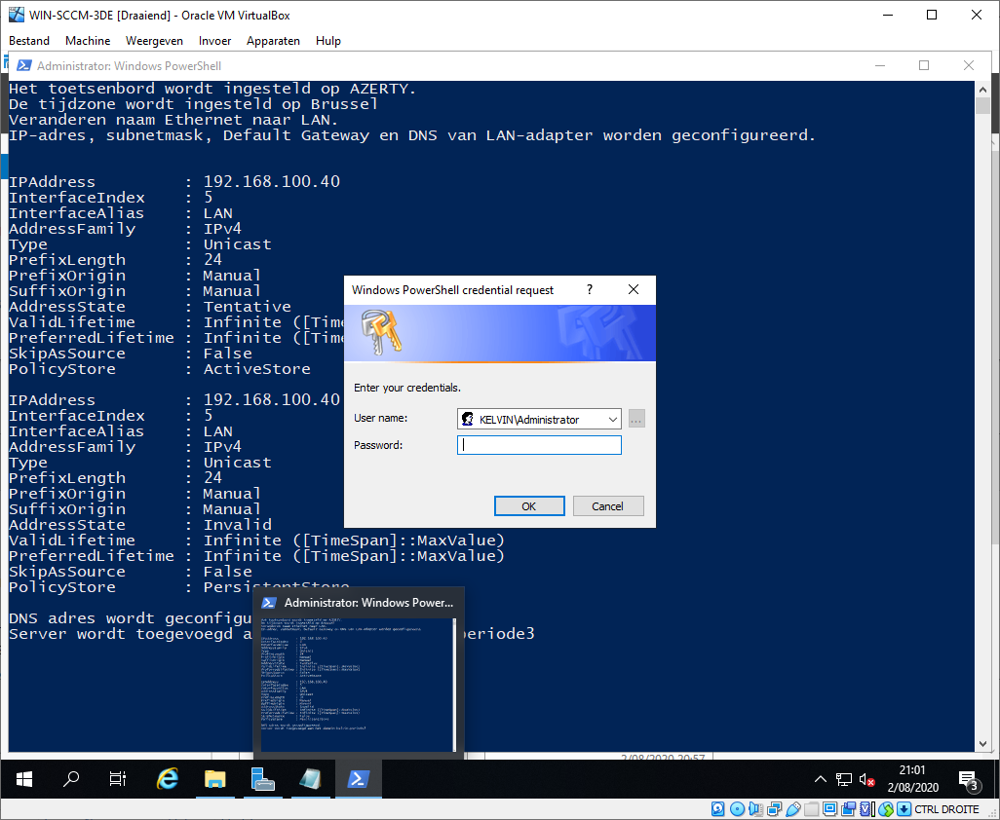 WIN-SCCM-3DE [Draaiend] - Oracle VM VirtualBox
Bestand Machine Weergeven Invoer Apparaten Hulp
Administrator: Windows PowerShell
Het toetsenbord wordt ingesteld op AZERTY.
De tijdzone wordt ingesteld op Brussel
Veranderen naam Ethernet naar LAN.
IP-adres, subnetmask, Default Gateway en DNS van LAN-adapter worden geconfigureerd.
IPAddress : 192.168.100.40
InterfaceIndex : 5
InterfaceAlias : LAN
AddressFamily : IPv4
Type : Unicast
PrefixLength : 24
PrefixOrigin : Manual
SuffixOrigin : Manual
AddressState : Tentative
ValidLifetime : Infinite ([Time
PreferredLifetime : Infinite ([Time
SkipAsSource : False
PolicyStore : ActiveStore
IPAddress : 192.168.100.40
InterfaceIndex : 5
InterfaceAlias : LAN
AddressFamily : IPv4
Type : Unicast
PrefixLength : 24
PrefixOrigin : Manual
SuffixOrigin : Manual
AddressState : Invalid
ValidLifetime : Infinite ([TimeSpan]::MaxValue)
PreferredLifetime : Infinite ([TimeSpan]::MaxValue)
SkipAsSource : False
PolicyStore : PersistentStore
DNS adres wordt geconfigu
Server wordt toegevoegd a eriode3
Windows PowerShell credential request ?
Enter your credentials.
User name: KELVIN\Administrator ...
Password:
OK Cancel
Administrator: Windows Power...
2/08/2020 20:57
21:01
2/08/2020
3
CTRL DROITE